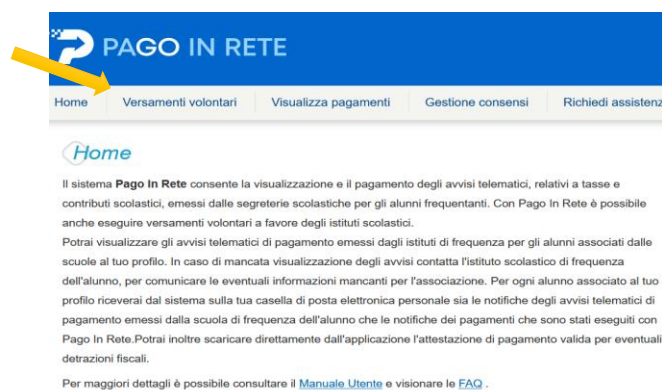 PAGO IN RETE
Home Versamenti volontari Visualizza pagamenti Gestione consensi Richiedi assistenz
Home
Il sistema Pago In Rete consente la visualizzazione e il pagamento degli avvisi telematici, relativi a tasse e
contributi scolastici, emessi dalle segreterie scolastiche per gli alunni frequentanti. Con Pago In Rete è possibile
anche eseguire versamenti volontari a favore degli istituti scolastici.
Potrai visualizzare gli avvisi telematici di pagamento emessi dagli istituti di frequenza per gli alunni associati dalle
scuole al tuo profilo. In caso di mancata visualizzazione degli avvisi contatta l'istituto scolastico di frequenza
dell'alunno, per comunicare le eventuali informazioni mancanti per l'associazione. Per ogni alunno associato al tuo
profilo riceverai dal sistema sulla tua casella di posta elettronica personale sia le notifiche degli avvisi telematici di
pagamento emessi dalla scuola di frequenza dell'alunno che le notifiche dei pagamenti che sono stati eseguiti con
Pago In Rete.Potrai inoltre scaricare direttamente dall'applicazione l'attestazione di pagamento valida per eventuali
detrazioni fiscali.
Per maggiori dettagli è possibile consultare il Manuale Utente e visionare le FAQ .